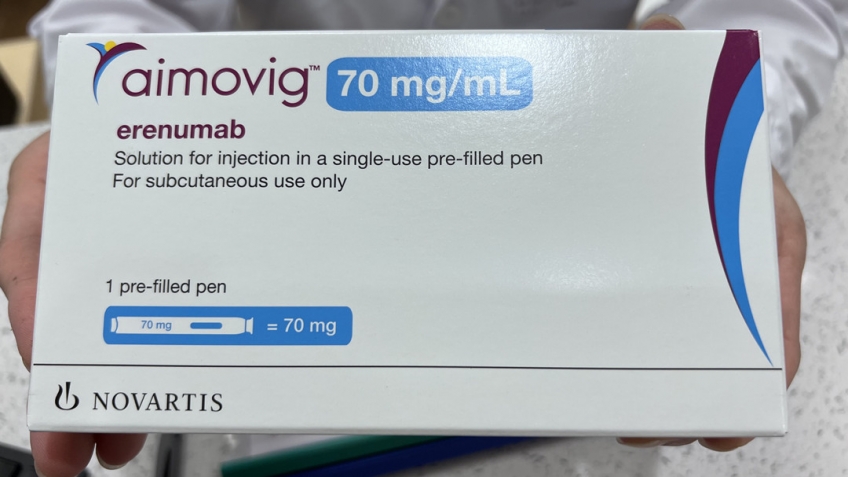 aimovig™ 70 mg/mL
erenumab
Solution for injection in a single-use pre-filled pen
For subcutaneous use only
1 pre-filled pen
70 mg = 70 mg
NOVARTIS